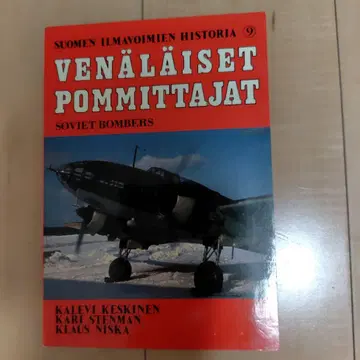 SUOMEN ILMAVOIMIEN HISTORIA 9
VENÄLÄISET
POMMITTAJAT
SOVIET BOMBERS
KALEVI KESKINEN
KARI STENMAN
KLAUS NISKA